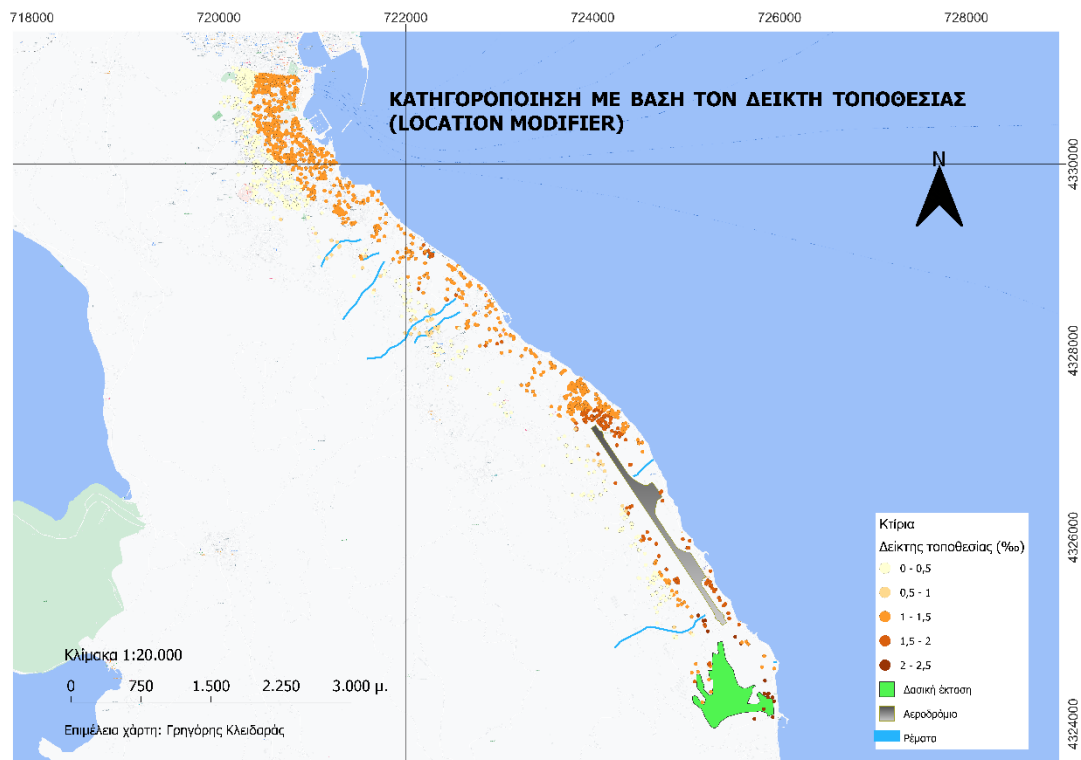 718000
720000
722000
724000
726000
728000
ΚΑΤΗΓΟΡΟΠΟΙΗΣΗ ΜΕ ΒΑΣΗ ΤΟΝ ΔΕΙΚΤΗ ΤΟΠΟΘΕΣΙΑΣ
(LOCATION MODIFIER)
N
4330000
4328000
4326000
4324000
Κτίρια
Δείκτης τοποθεσίας (‰)
0 - 0,5
0,5 - 1
1 - 1,5
1,5 - 2
2 - 2,5
Δασική έκταση
Αεροδρόμιο
Ρέματα
Κλίμακα 1:20.000
0 750 1.500 2.250 3.000 μ.
Επιμέλεια χάρτη: Γρηγόρης Κλειδαράς